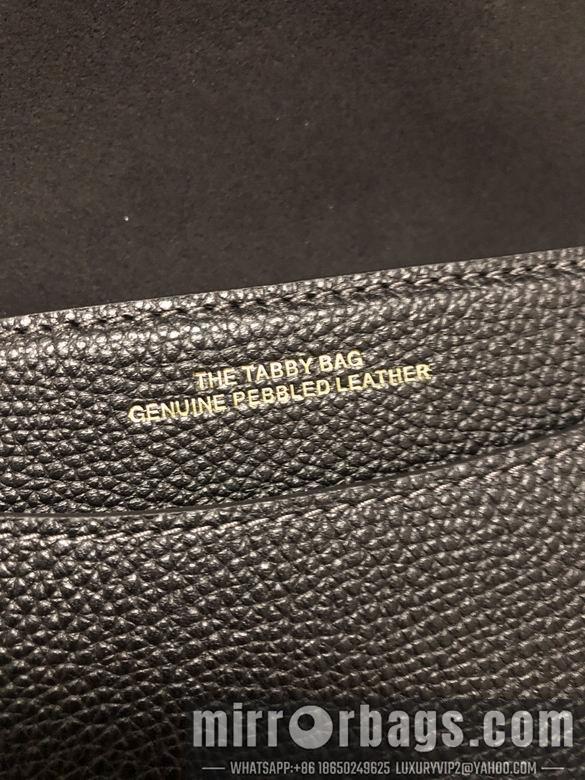 THE TABBY BAG
GENUINE PEBBLED LEATHER
mirrorbags.com
WHATSAPP:+86 18650249625 LUXURYVIP2@YAHOO.COM